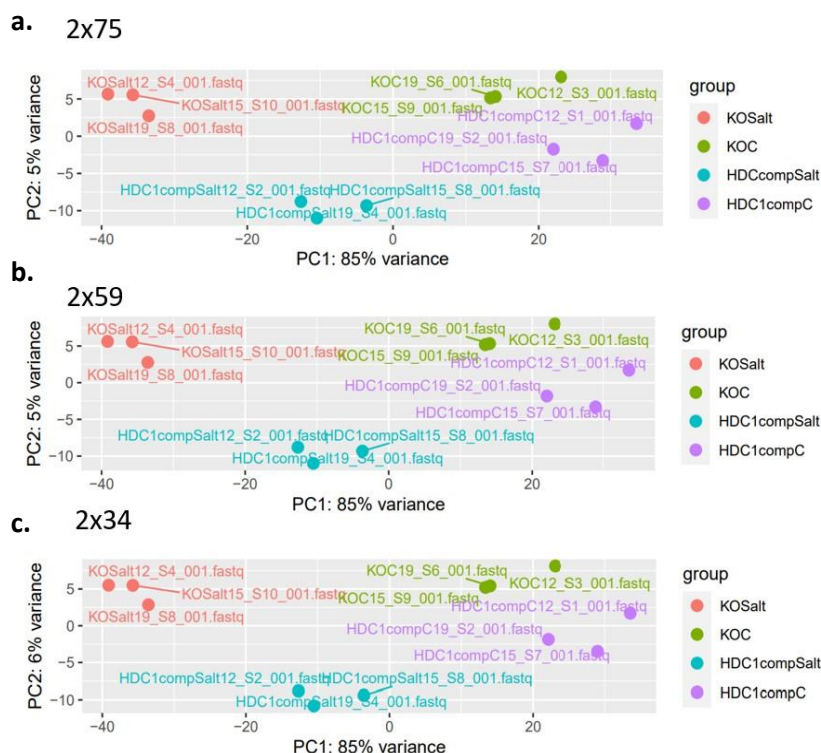 a. 2x75
KOSalt12_S4_001.fastq
KOSalt15_S10_001.fastq
KOSalt19_S8_001.fastq
KOC19_S6_001.fastq
KOC12_S3_001.fastq
KOC15_S9_001.fastq
HDC1compC12_S1_001.fastq
HDC1compC19_S2_001.fastq
HDC1compC15_S7_001.fastq
HDC1compSalt12_S2_001.fastq
HDC1compSalt15_S8_001.fastq
HDC1compSalt19_S4_001.fastq
5
0
−5
−10
PC2: 5% variance
−40 −20 0 20
PC1: 85% variance
group
KOSalt
KOC
HDCcompSalt
HDC1compC
b. 2x59
KOSalt12_S4_001.fastq
KOSalt15_S10_001.fastq
KOSalt19_S8_001.fastq
KOC19_S6_001.fastq
KOC12_S3_001.fastq
KOC15_S9_001.fastq
HDC1compC12_S1_001.fastq
HDC1compC19_S2_001.fastq
HDC1compC15_S7_001.fastq
HDC1compSalt12_S2_001.fastq
HDC1compSalt15_S8_001.fastq
HDC1compSalt19_S4_001.fastq
5
0
−5
−10
PC2: 5% variance
−40 −20 0 20
PC1: 85% variance
group
KOSalt
KOC
HDC1compSalt
HDC1compC
c. 2x34
KOSalt12_S4_001.fastq
KOSalt15_S10_001.fastq
KOSalt19_S8_001.fastq
KOC19_S6_001.fastq
KOC12_S3_001.fastq
KOC15_S9_001.fastq
HDC1compC12_S1_001.fastq
HDC1compC19_S2_001.fastq
HDC1compC15_S7_001.fastq
HDC1compSalt12_S2_001.fastq
HDC1compSalt15_S8_001.fastq
HDC1compSalt19_S4_001.fastq
5
0
−5
−10
PC2: 6% variance
−40 −20 0 20
PC1: 85% variance
group
KOSalt
KOC
HDC1compSalt
HDC1compC